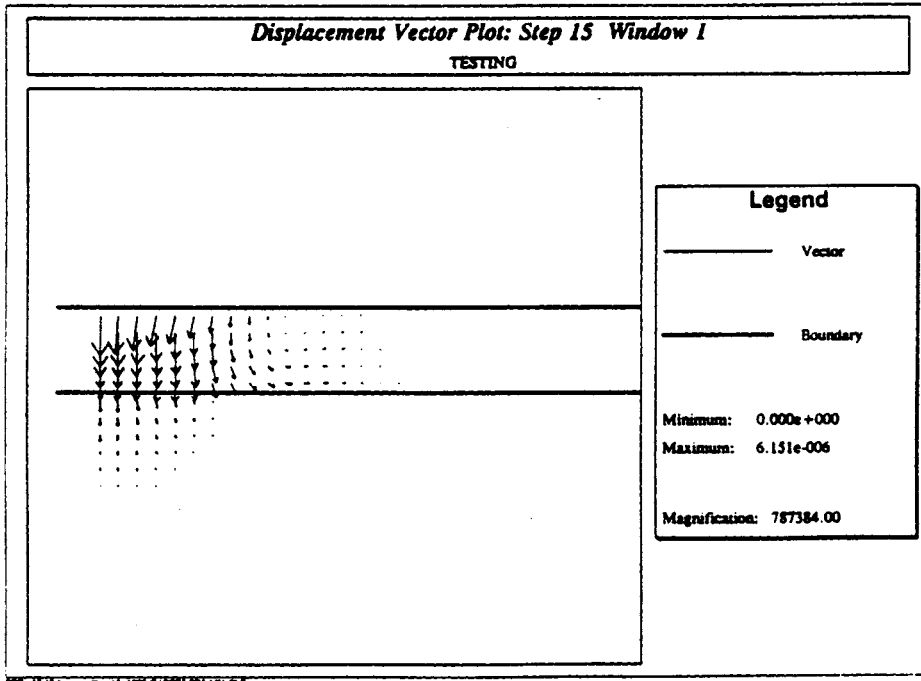 Displacement Vector Plot: Step 15 Window 1
TESTING
Legend
Vector
Boundary
Minimum: 0.000e+000
Maximum: 6.151e-006
Magnification: 787384.00